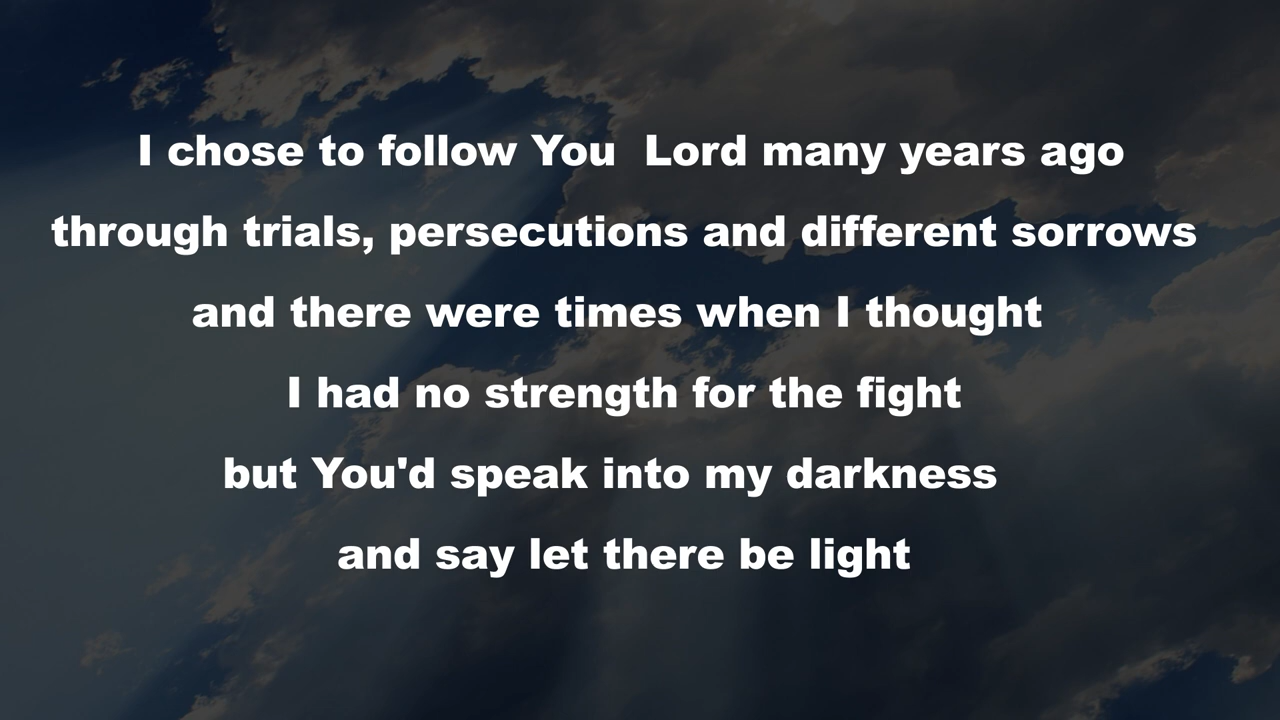 I chose to follow You  Lord many years ago
through trials, persecutions and different sorrows
and there were times when I thought
I had no strength for the fight
but You'd speak into my darkness
and say let there be light